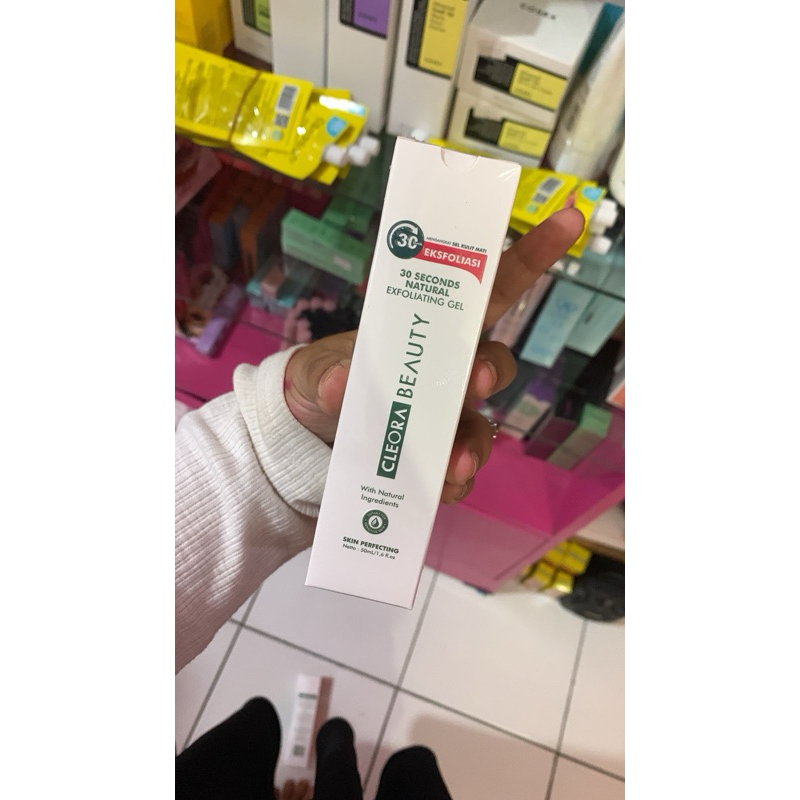 30
MENGANGKAT SEL KULIT MATI
EKSFOLIASI
30 SECONDS
NATURAL
EXFOLIATING GEL
CLEORA BEAUTY
With Natural
Ingredients
SKIN PERFECTING
Netto : 50ml/1,6 fl.oz
COSRX